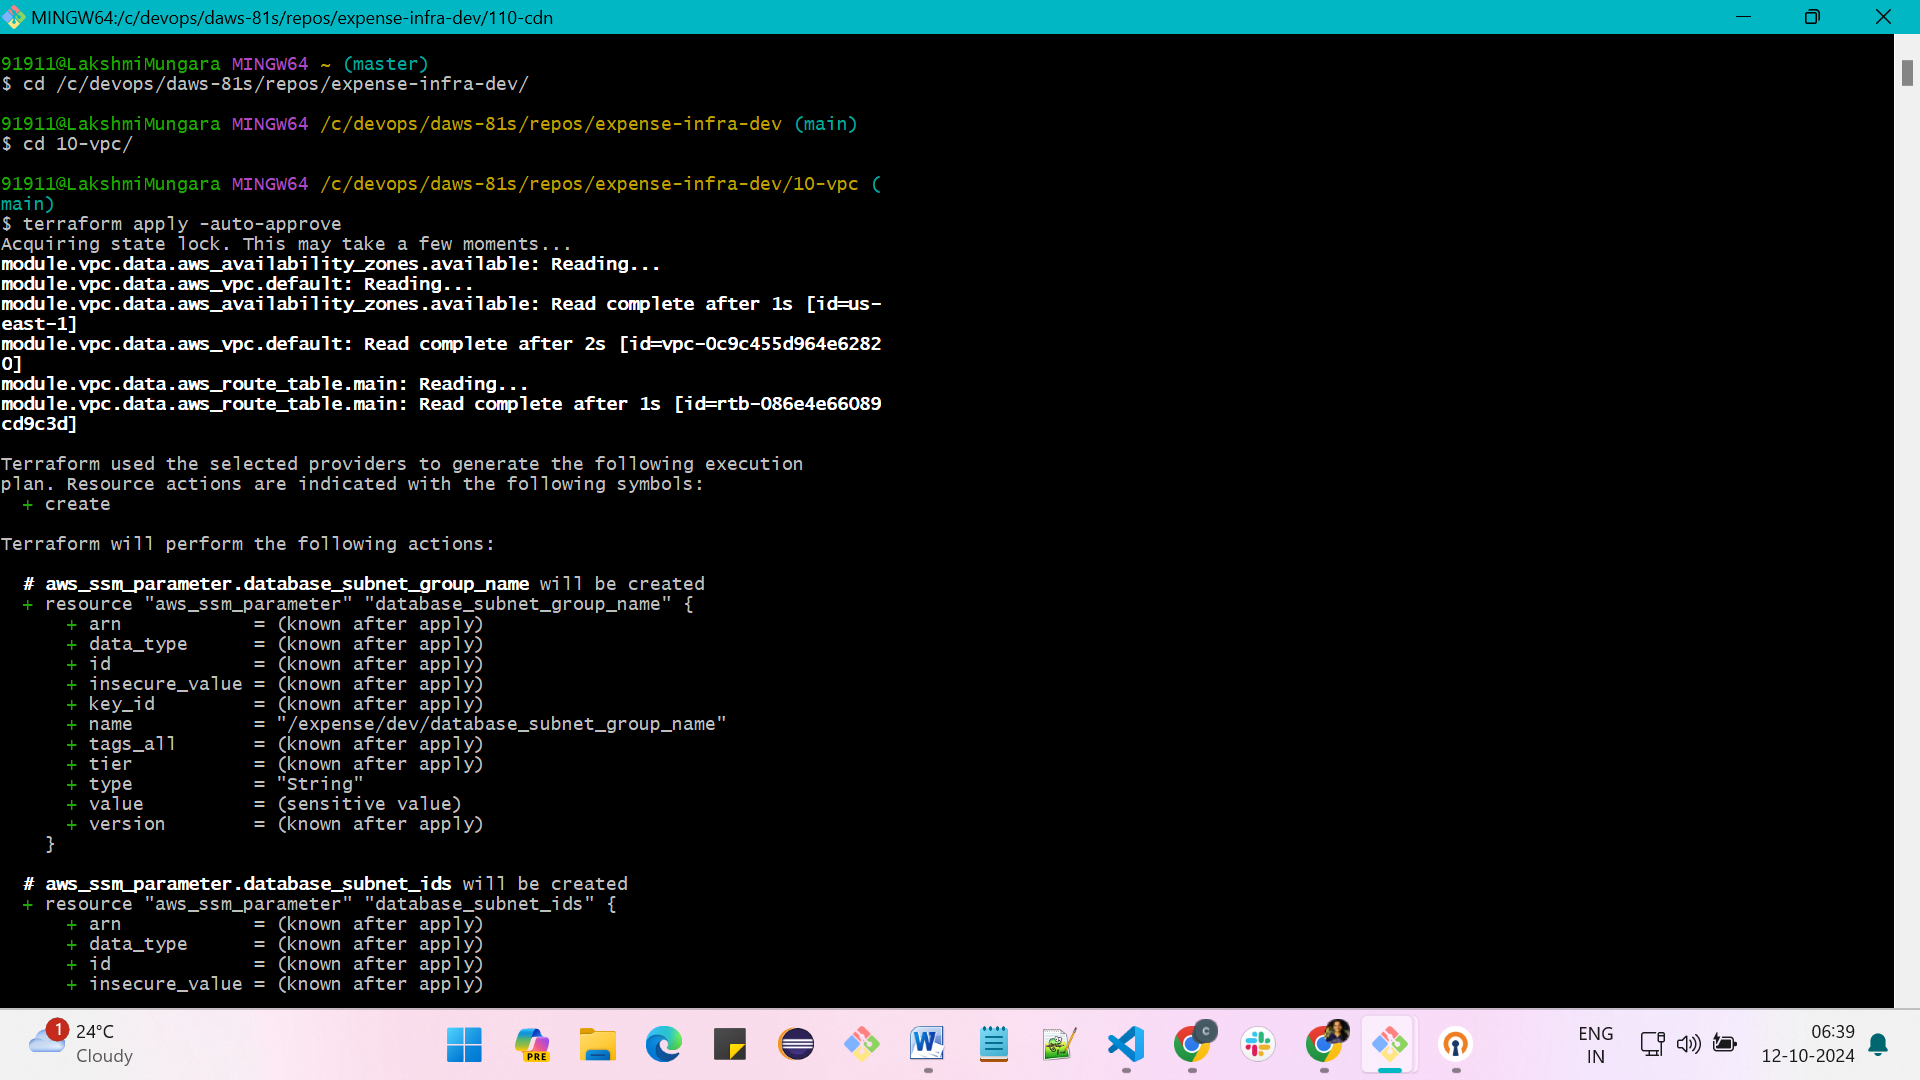 MINGW64:/c/devops/daws-81s/repos/expense-infra-dev/110-cdn
91911@LakshmiMungara MINGW64 ~ (master)
$ cd /c/devops/daws-81s/repos/expense-infra-dev/
91911@LakshmiMungara MINGW64 /c/devops/daws-81s/repos/expense-infra-dev (main)
$ cd 10-vpc/
91911@LakshmiMungara MINGW64 /c/devops/daws-81s/repos/expense-infra-dev/10-vpc (
main)
$ terraform apply -auto-approve
Acquiring state lock. This may take a few moments...
module.vpc.data.aws_availability_zones.available: Reading...
module.vpc.data.aws_vpc.default: Reading...
module.vpc.data.aws_availability_zones.available: Read complete after 1s [id=us-
east-1]
module.vpc.data.aws_vpc.default: Read complete after 2s [id=vpc-0c9c455d964e6282
0]
module.vpc.data.aws_route_table.main: Reading...
module.vpc.data.aws_route_table.main: Read complete after 1s [id=rtb-086e4e66089
cd9c3d]
Terraform used the selected providers to generate the following execution
plan. Resource actions are indicated with the following symbols:
  + create
Terraform will perform the following actions:
  # aws_ssm_parameter.database_subnet_group_name will be created
  + resource "aws_ssm_parameter" "database_subnet_group_name" {
      + arn            = (known after apply)
      + data_type      = (known after apply)
      + id             = (known after apply)
      + insecure_value = (known after apply)
      + key_id         = (known after apply)
      + name           = "/expense/dev/database_subnet_group_name"
      + tags_all       = (known after apply)
      + tier           = (known after apply)
      + type           = "String"
      + value          = (sensitive value)
      + version        = (known after apply)
    }
  # aws_ssm_parameter.database_subnet_ids will be created
  + resource "aws_ssm_parameter" "database_subnet_ids" {
      + arn            = (known after apply)
      + data_type      = (known after apply)
      + id             = (known after apply)
      + insecure_value = (known after apply)
1
24°C
Cloudy
PRE
C
ENG
IN
06:39
12-10-2024